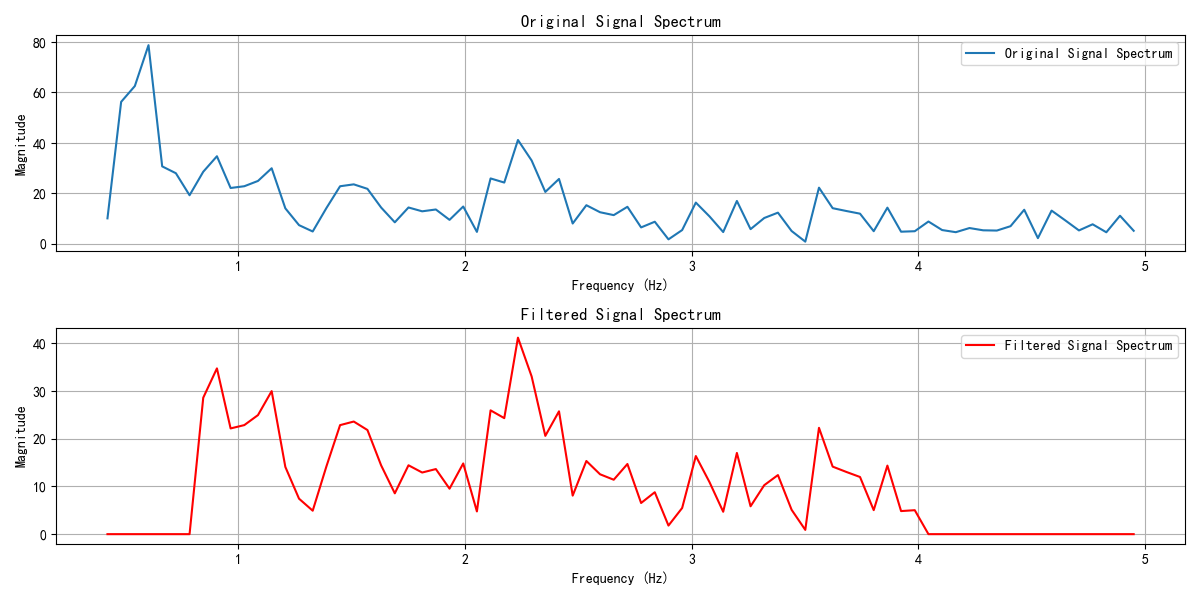 Original Signal Spectrum
Original Signal Spectrum
Magnitude
80
60
40
20
0
1 2 3 4 5
Frequency (Hz)
Filtered Signal Spectrum
Filtered Signal Spectrum
Magnitude
40
30
20
10
0
1 2 3 4 5
Frequency (Hz)